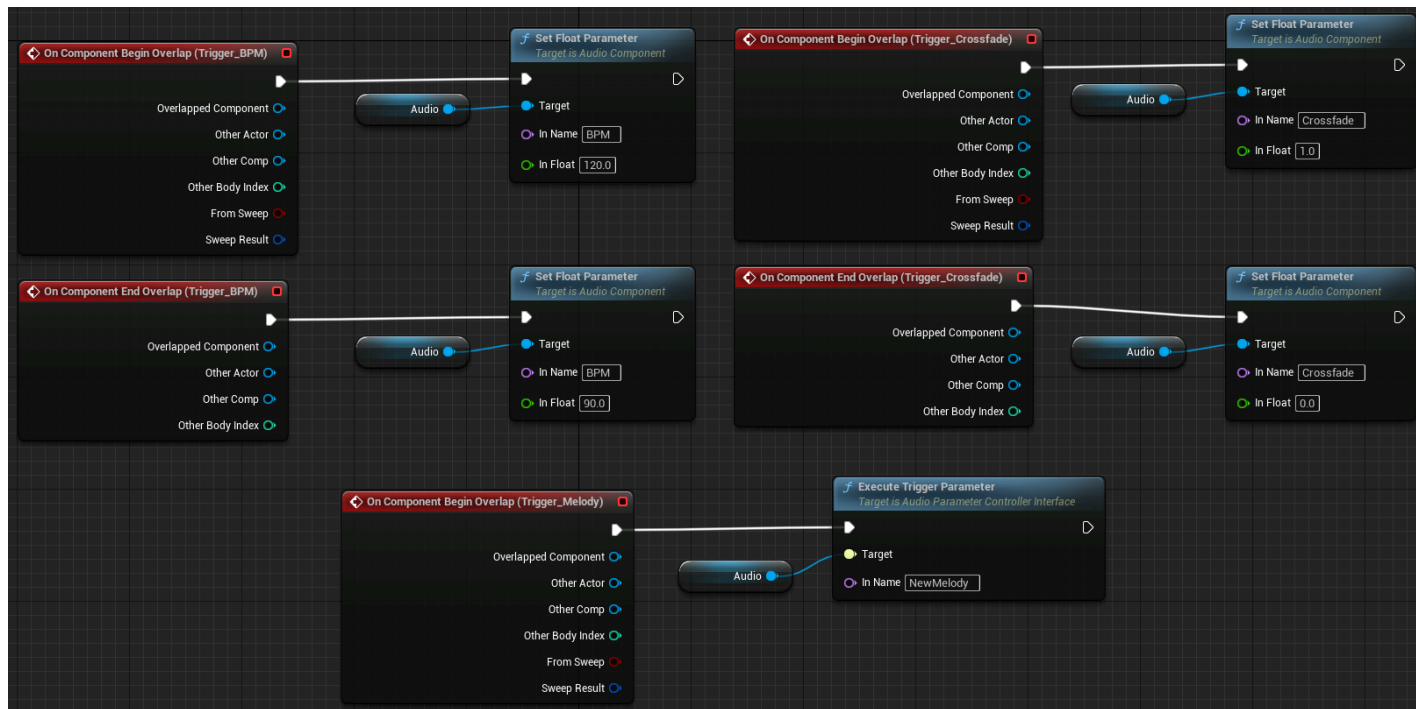 On Component Begin Overlap (Trigger_BPM)
Overlapped Component
Other Actor
Other Comp
Other Body Index
From Sweep
Sweep Result
Audio
Set Float Parameter
Target is Audio Component
Target
In Name BPM
In Float 120.0
On Component Begin Overlap (Trigger_Crossfade)
Overlapped Component
Other Actor
Other Comp
Other Body Index
From Sweep
Sweep Result
Audio
Set Float Parameter
Target is Audio Component
Target
In Name Crossfade
In Float 1.0
On Component End Overlap (Trigger_BPM)
Overlapped Component
Other Actor
Other Comp
Other Body Index
Audio
Set Float Parameter
Target is Audio Component
Target
In Name BPM
In Float 90.0
On Component End Overlap (Trigger_Crossfade)
Overlapped Component
Other Actor
Other Comp
Other Body Index
Audio
Set Float Parameter
Target is Audio Component
Target
In Name Crossfade
In Float 0.0
On Component Begin Overlap (Trigger_Melody)
Overlapped Component
Other Actor
Other Comp
Other Body Index
From Sweep
Sweep Result
Audio
Execute Trigger Parameter
Target is Audio Parameter Controller Interface
Target
In Name NewMelody